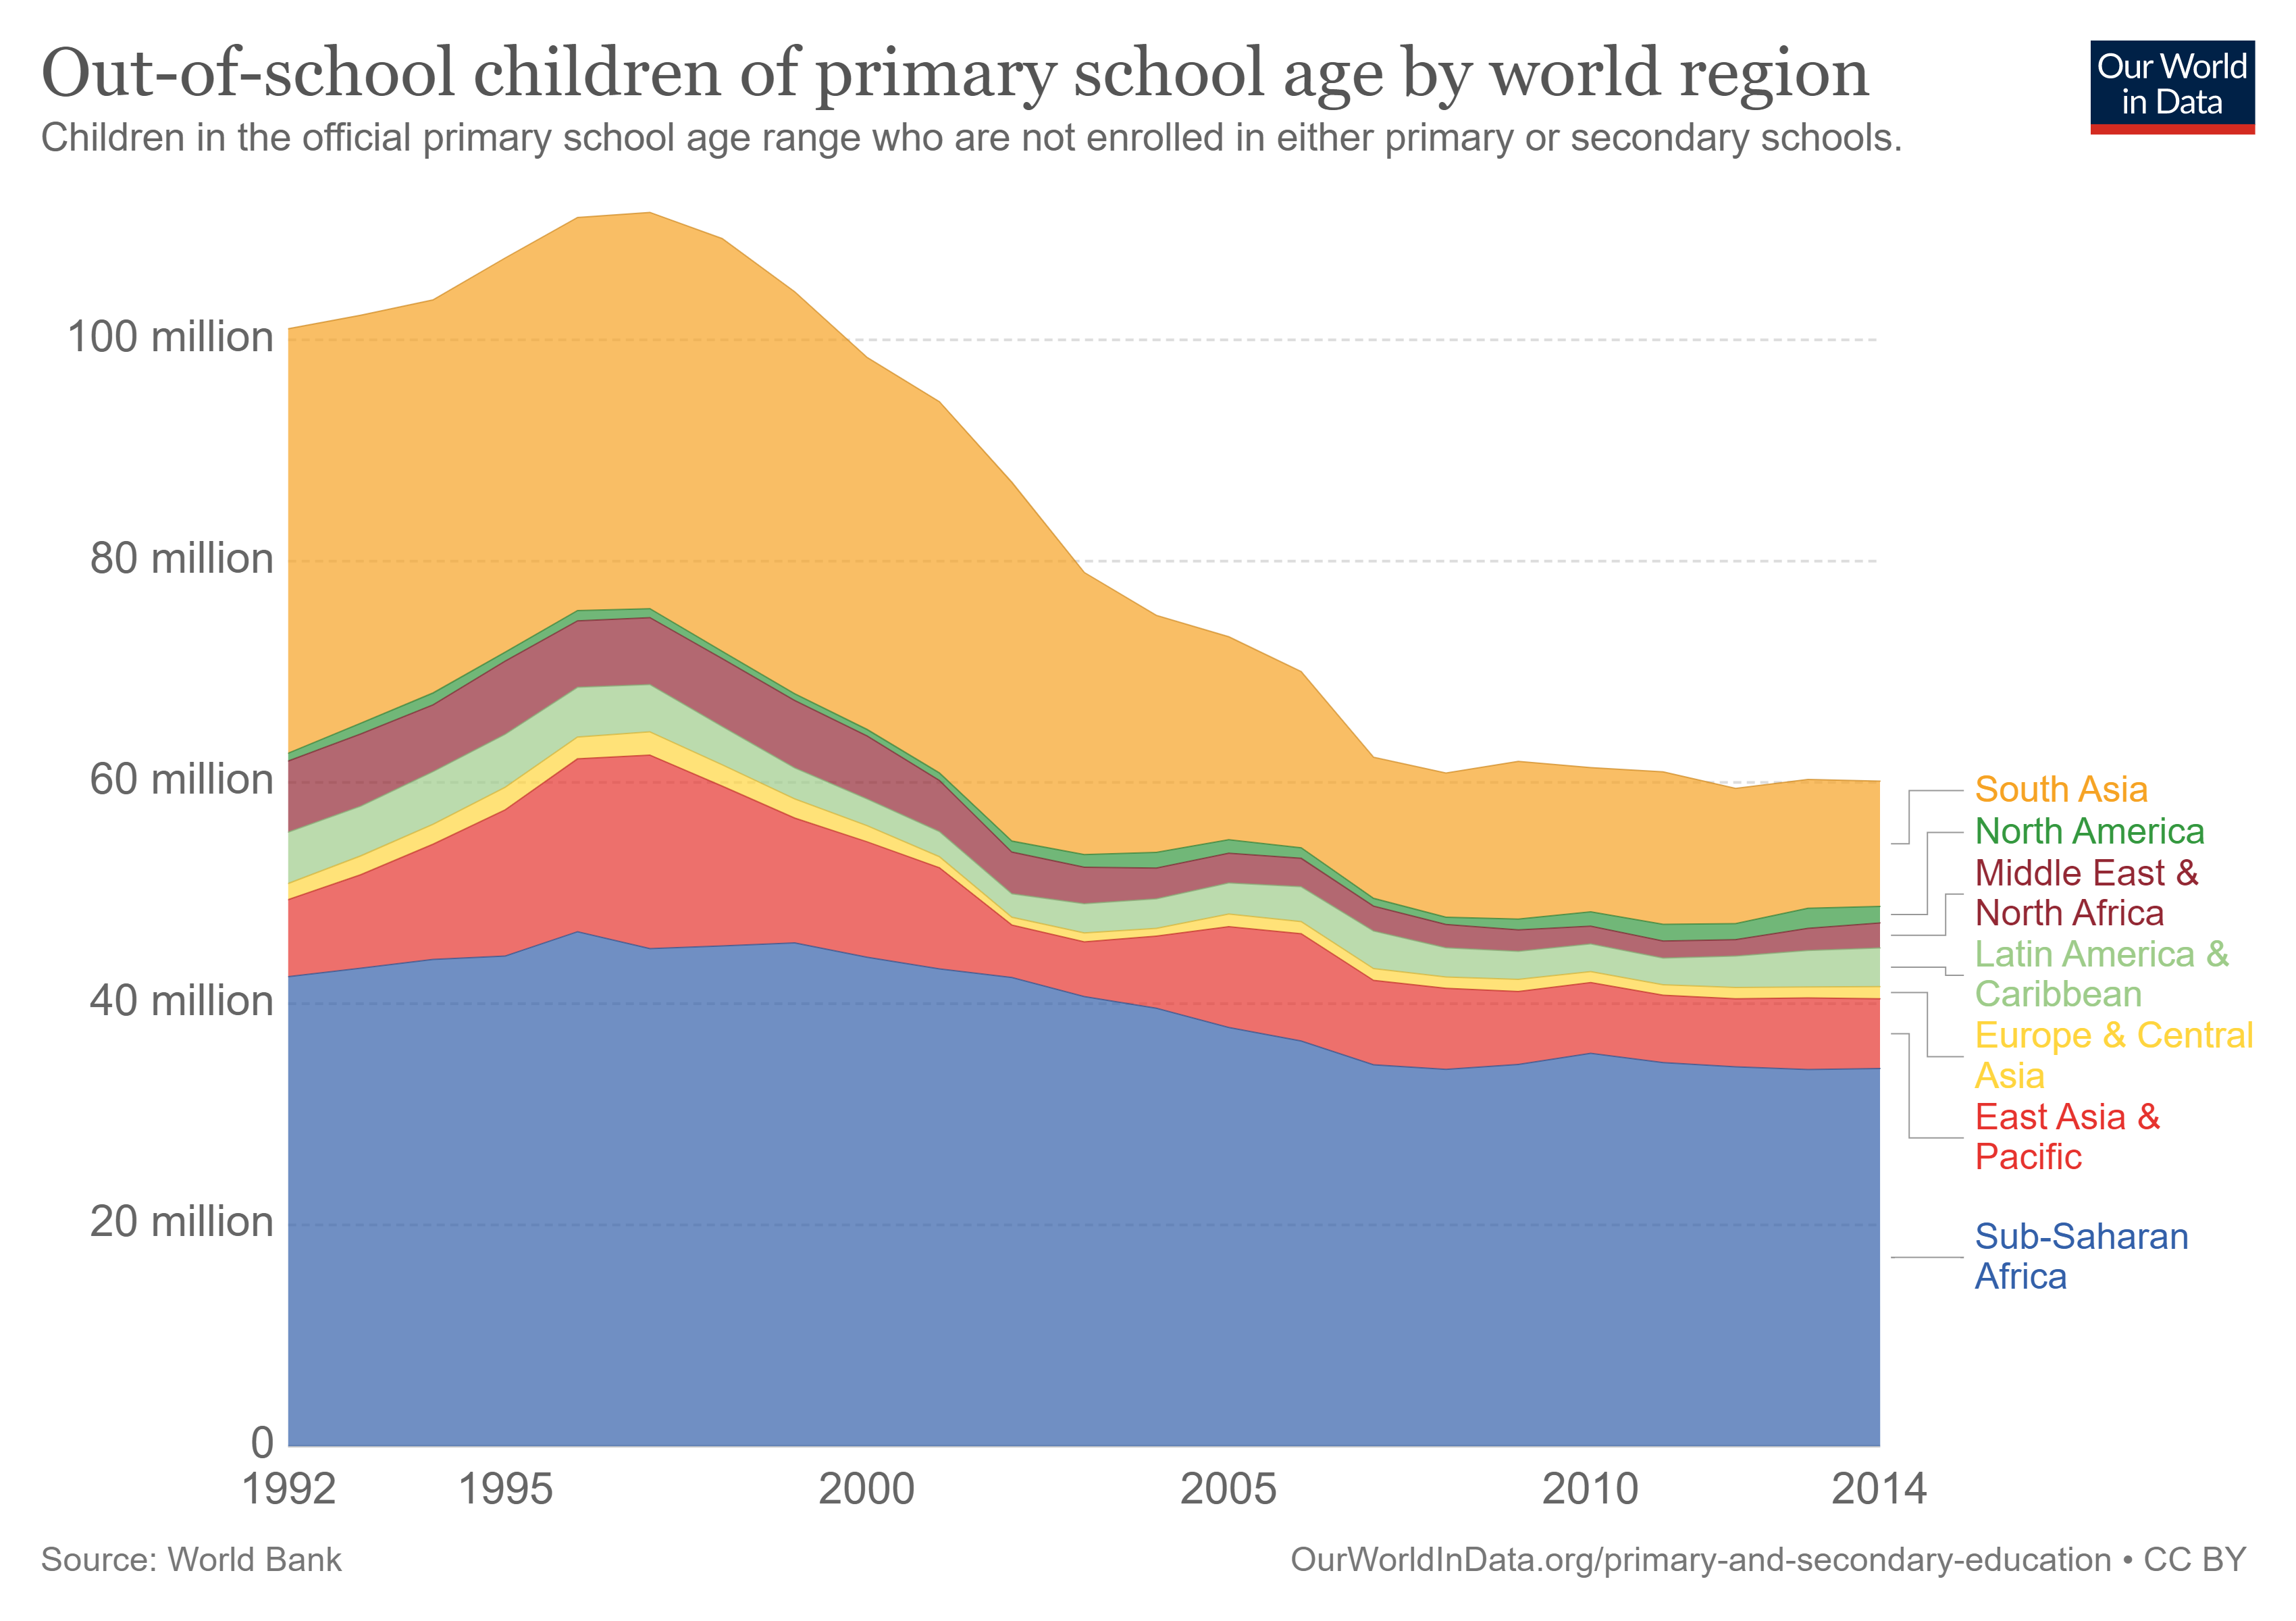 Out-of-school children of primary school age by world region
Children in the official primary school age range who are not enrolled in either primary or secondary schools.
Our World
in Data
100 million
80 million
60 million
40 million
20 million
0
1992
1995
2000
2005
2010
2014
South Asia
North America
Middle East &
North Africa
Latin America &
Caribbean
Europe & Central
Asia
East Asia &
Pacific
Sub-Saharan
Africa
Source: World Bank
OurWorldInData.org/primary-and-secondary-education • CC BY